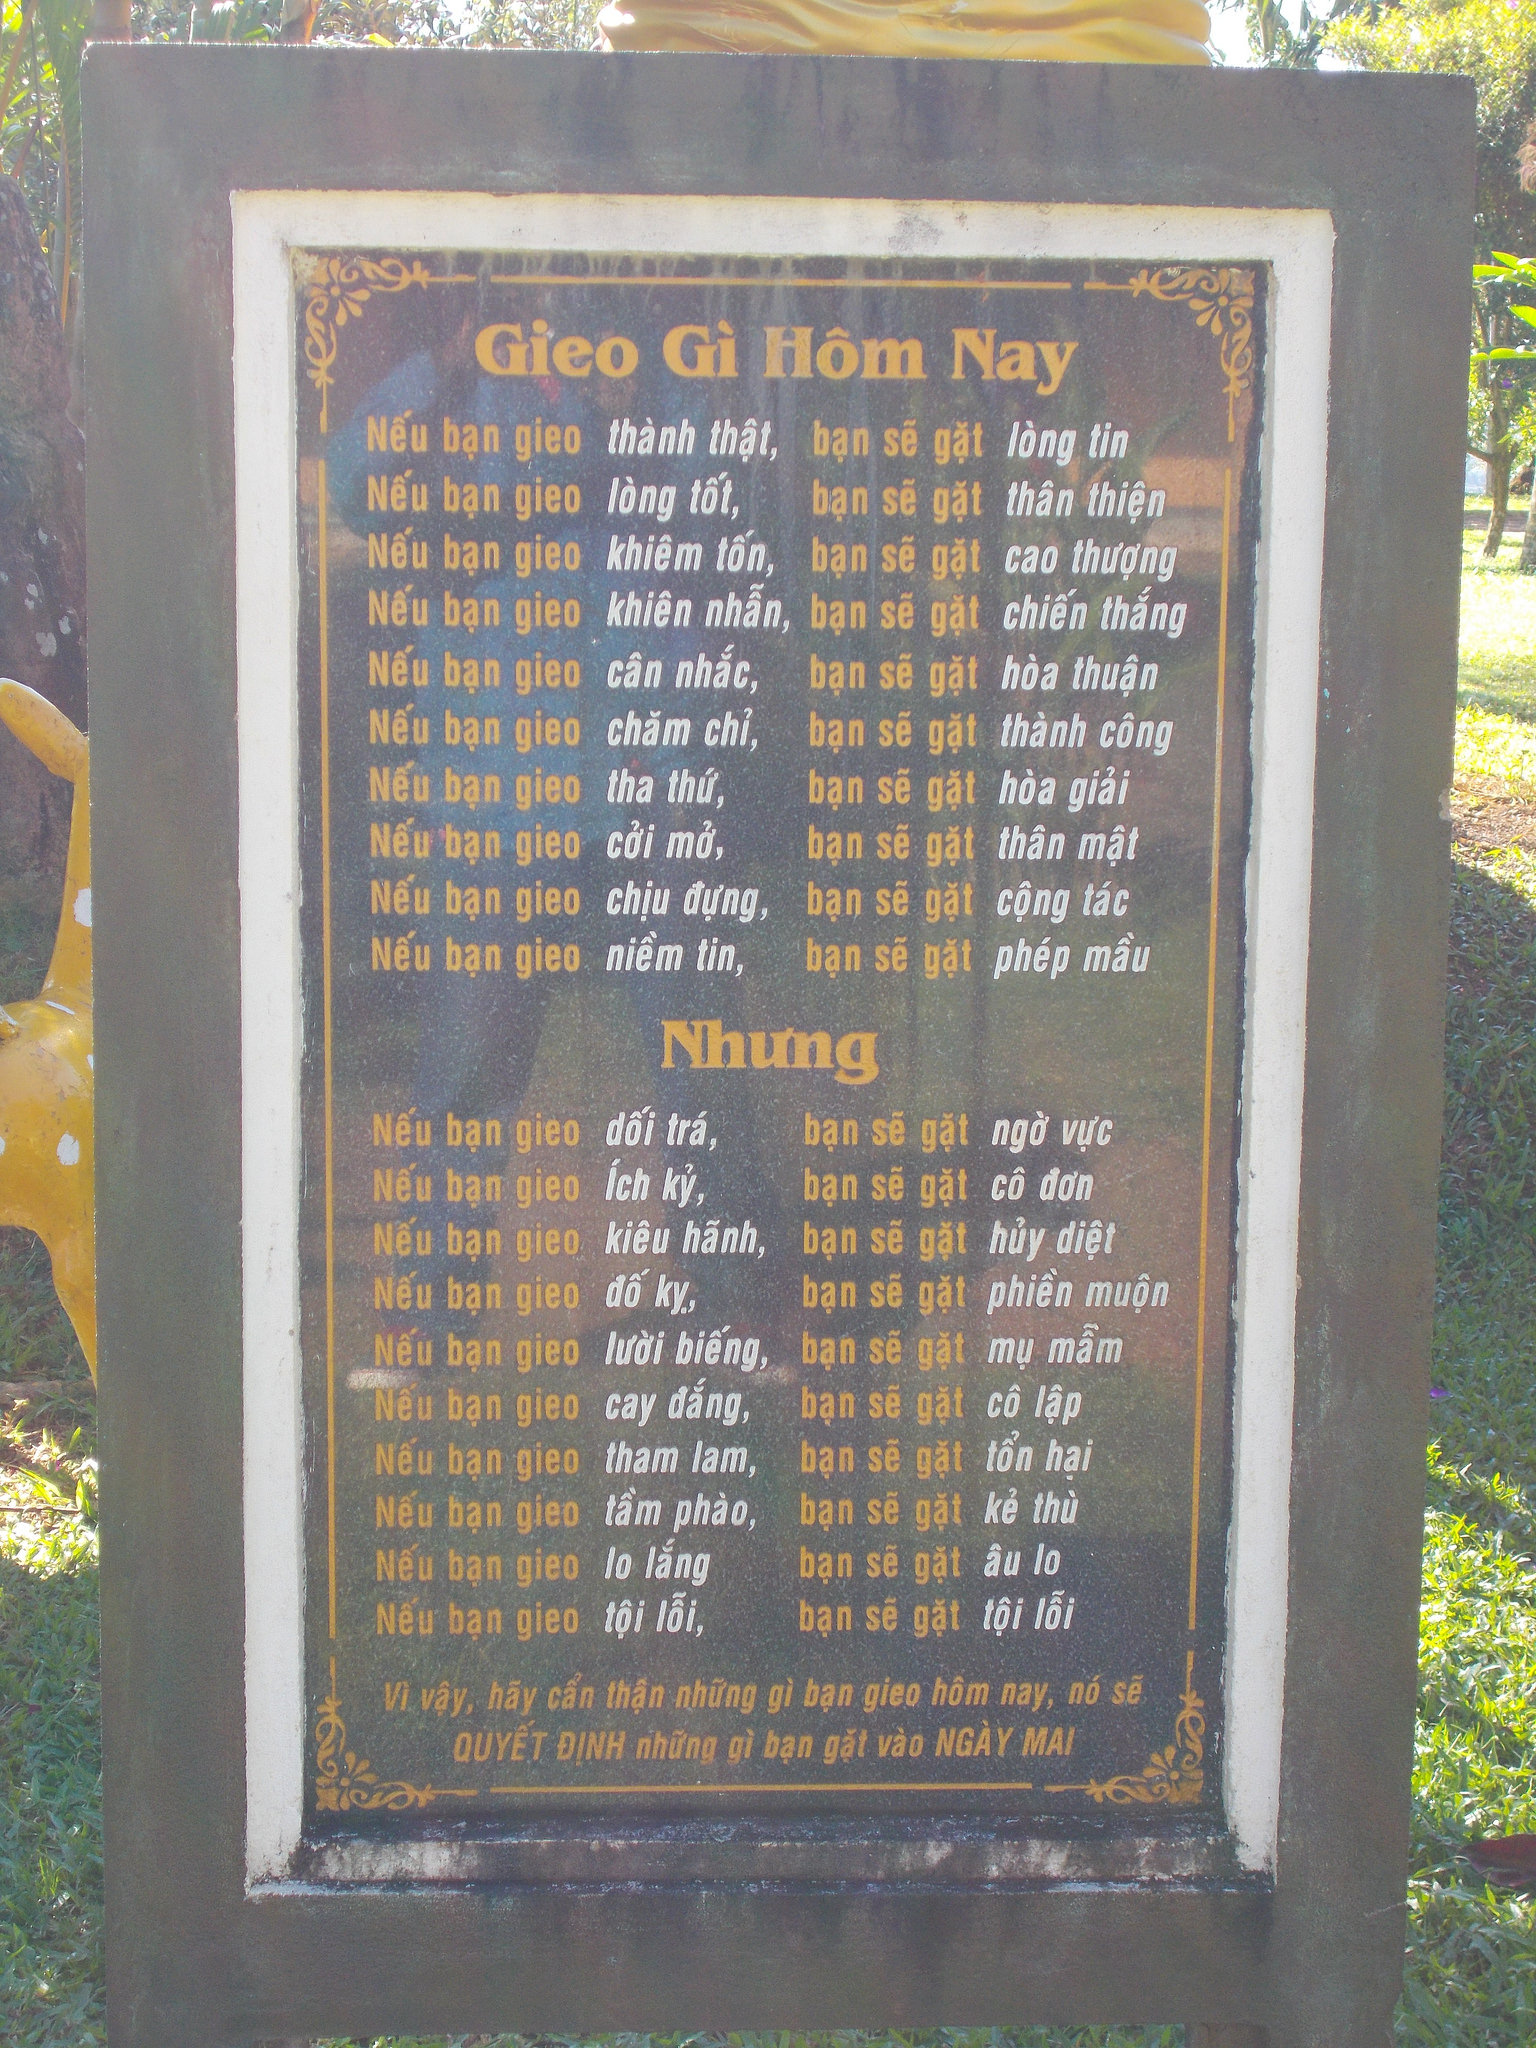 Gieo Gì Hôm Nay
Nếu bạn gieo thành thật, bạn sẽ gặt lòng tin
Nếu bạn gieo lòng tốt, bạn sẽ gặt thân thiện
Nếu bạn gieo khiêm tốn, bạn sẽ gặt cao thượng
Nếu bạn gieo khiên nhẫn, bạn sẽ gặt chiến thắng
Nếu bạn gieo cân nhắc, bạn sẽ gặt hòa thuận
Nếu bạn gieo chăm chỉ, bạn sẽ gặt thành công
Nếu bạn gieo tha thứ, bạn sẽ gặt hòa giải
Nếu bạn gieo cởi mở, bạn sẽ gặt thân mật
Nếu bạn gieo chịu đựng, bạn sẽ gặt cộng tác
Nếu bạn gieo niềm tin, bạn sẽ gặt phép mầu
Nhưng
Nếu bạn gieo dối trá, bạn sẽ gặt ngờ vực
Nếu bạn gieo Ích kỷ, bạn sẽ gặt cô đơn
Nếu bạn gieo kiêu hãnh, bạn sẽ gặt hủy diệt
Nếu bạn gieo đố kỵ, bạn sẽ gặt phiền muộn
Nếu bạn gieo lười biếng, bạn sẽ gặt mụ mẫm
Nếu bạn gieo cay đắng, bạn sẽ gặt cô lập
Nếu bạn gieo tham lam, bạn sẽ gặt tổn hại
Nếu bạn gieo tầm phào, bạn sẽ gặt kẻ thù
Nếu bạn gieo lo lắng bạn sẽ gặt âu lo
Nếu bạn gieo tội lỗi, bạn sẽ gặt tội lỗi
Vì vậy, hãy cẩn thận những gì bạn gieo hôm nay, nó sẽ
QUYẾT ĐỊNH những gì bạn gặt vào NGÀY MAI